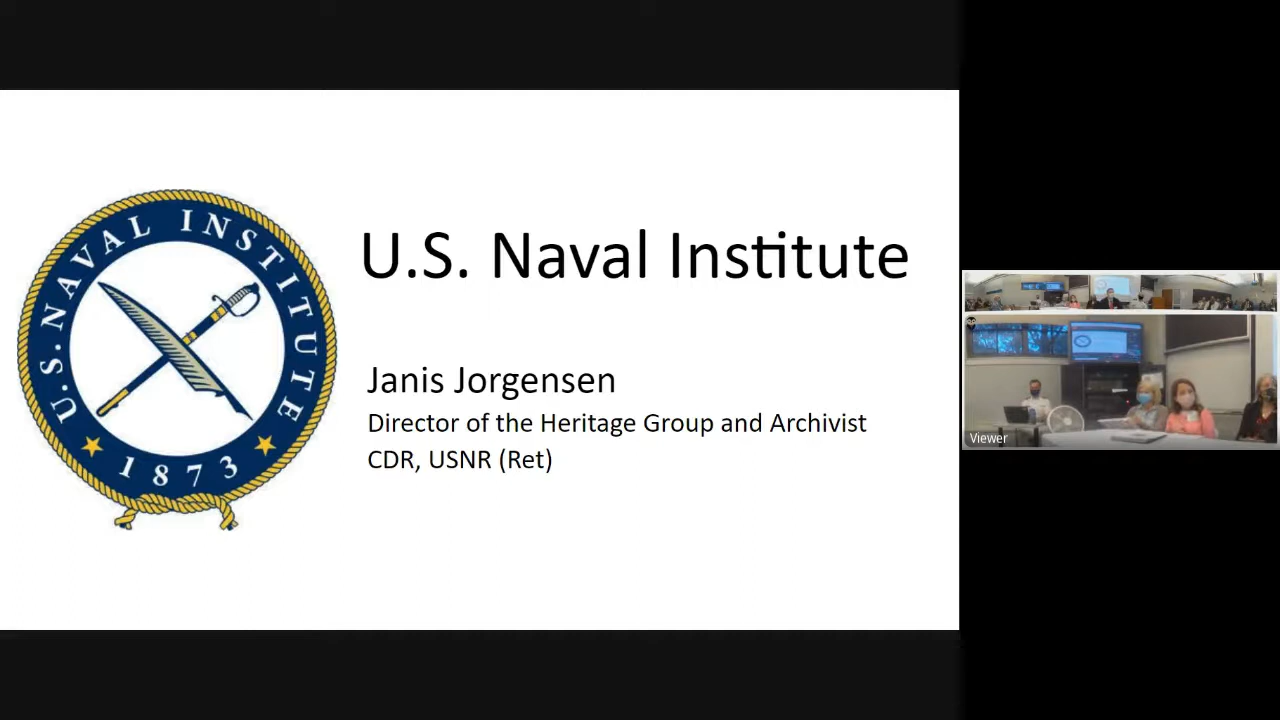 U.S. NAVAL INSTITUTE
1873
U.S. Naval Institute
Janis Jorgensen
Director of the Heritage Group and Archivist
CDR, USNR (Ret)
Viewer